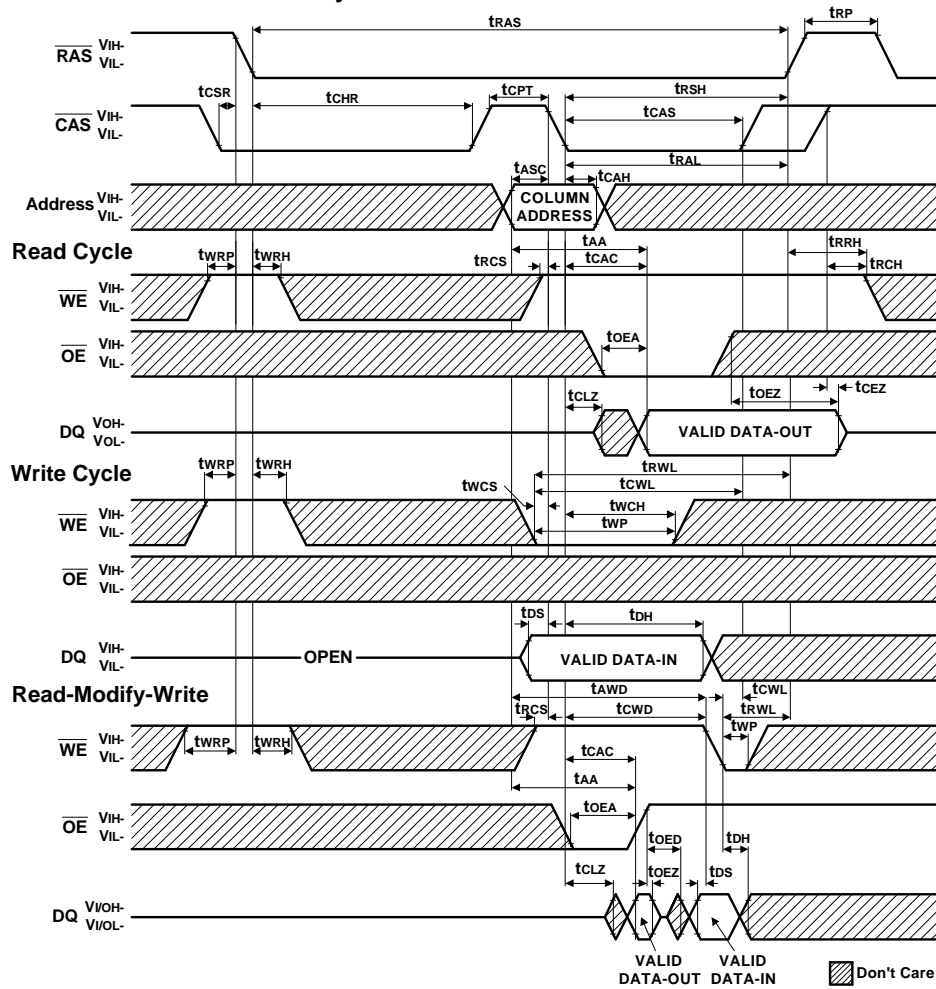 tRAS
tRP
RAS VIH-
VIL-
tCSR
tCHR
tCPT
tRSH
CAS VIH-
VIL-
tCAS
tRAL
tASC
tCAH
Address VIH-
VIL-
COLUMN
ADDRESS
Read Cycle
tWRP
tWRH
tRCS
tAA
tCAC
tRRH
tRCH
WE VIH-
VIL-
OE VIH-
VIL-
tOEA
tCLZ
tOEZ
tCEZ
DQ VOH-
VOL-
VALID DATA-OUT
Write Cycle
tWRP
tWRH
tWCS
tRWL
tCWL
tWCH
tWP
WE VIH-
VIL-
OE VIH-
VIL-
tDS
tDH
DQ VIH-
VIL-
OPEN
VALID DATA-IN
Read-Modify-Write
tAWD
tCWL
tRCS
tCWD
tRWL
tWP
WE VIH-
VIL-
tWRP
tWRH
tCAC
tAA
OE VIH-
VIL-
tOEA
tOED
tDH
tCLZ
tOEZ
tDS
DQ VI/OH-
VI/OL-
VALID
DATA-OUT
VALID
DATA-IN
Don't Care